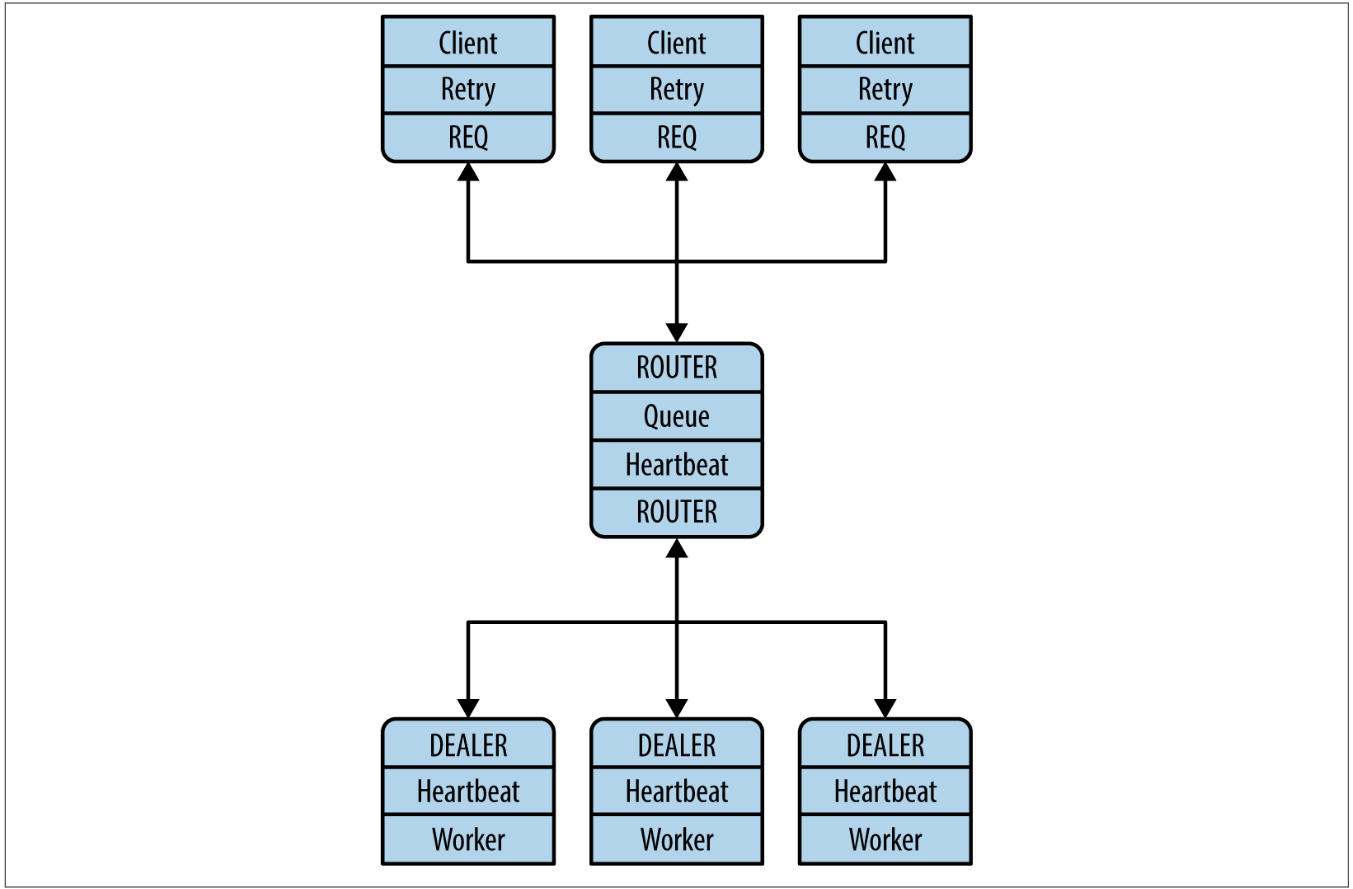 Client
Retry
REQ
Client
Retry
REQ
Client
Retry
REQ
ROUTER
Queue
Heartbeat
ROUTER
DEALER
Heartbeat
Worker
DEALER
Heartbeat
Worker
DEALER
Heartbeat
Worker